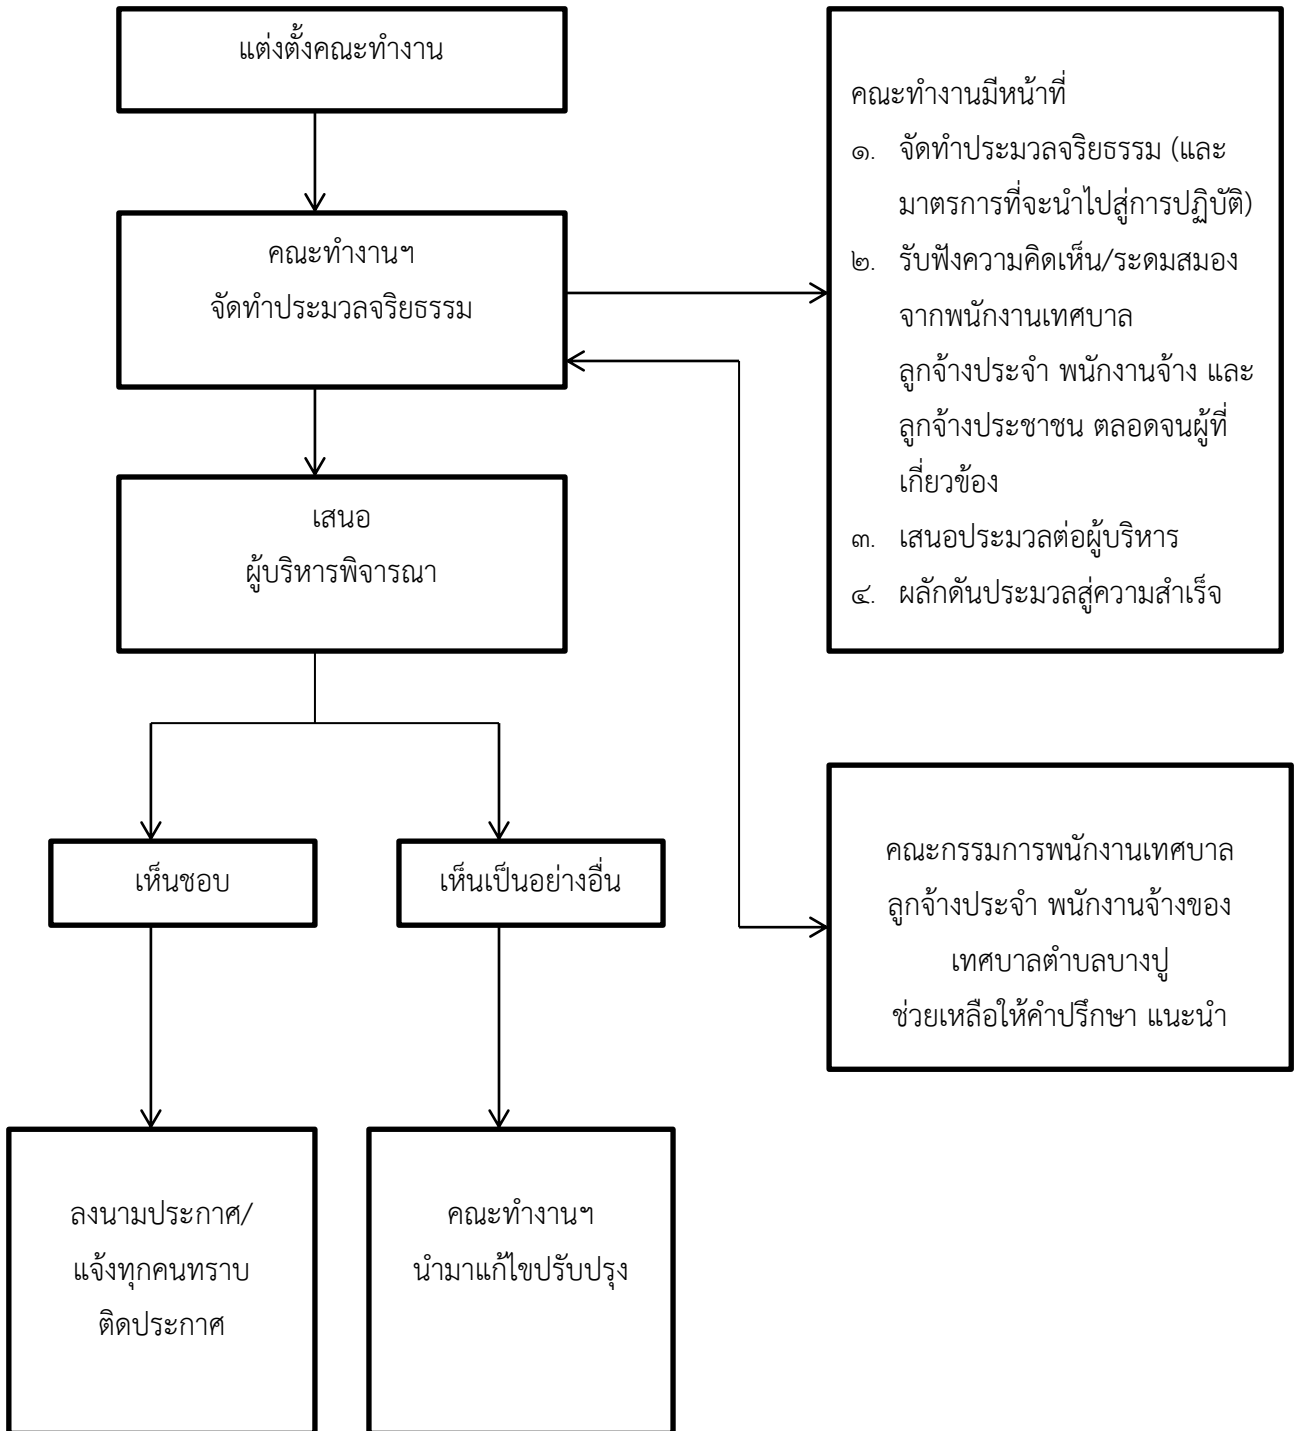 แต่งตั้งคณะทำงาน
คณะทำงานฯ
จัดทำประมวลจริยธรรม
คณะทำงานมีหน้าที่
๑. จัดทำประมวลจริยธรรม (และ
มาตรการที่จะนำไปสู่การปฏิบัติ)
๒. รับฟังความคิดเห็น/ระดมสมอง
จากพนักงานเทศบาล
ลูกจ้างประจำ พนักงานจ้าง และ
ลูกจ้างประชาชน ตลอดจนผู้ที่
เกี่ยวข้อง
๓. เสนอประมวลต่อผู้บริหาร
๔. ผลักดันประมวลสู่ความสำเร็จ
เสนอ
ผู้บริหารพิจารณา
เห็นชอบ
เห็นเป็นอย่างอื่น
คณะกรรมการพนักงานเทศบาล
ลูกจ้างประจำ พนักงานจ้างของ
เทศบาลตำบลบางปู
ช่วยเหลือให้คำปรึกษา แนะนำ
ลงนามประกาศ/
แจ้งทุกคนทราบ
ติดประกาศ
คณะทำงานฯ
นำมาแก้ไขปรับปรุง